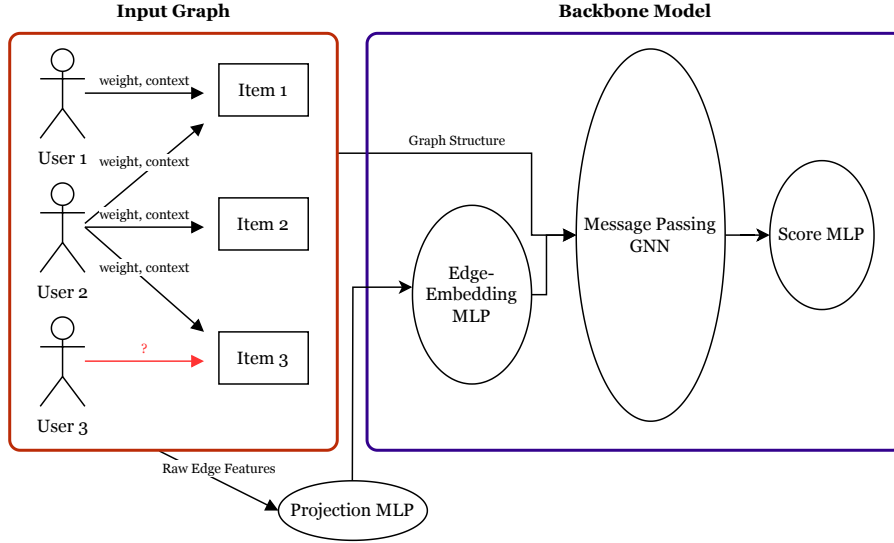 Input Graph
Backbone Model
weight, context
Item 1
User 1
weight, context
Graph Structure
weight, context
Item 2
User 2
weight, context
Edge-
Embedding
MLP
Message Passing
GNN
Score MLP
?
Item 3
User 3
Raw Edge Features
Projection MLP